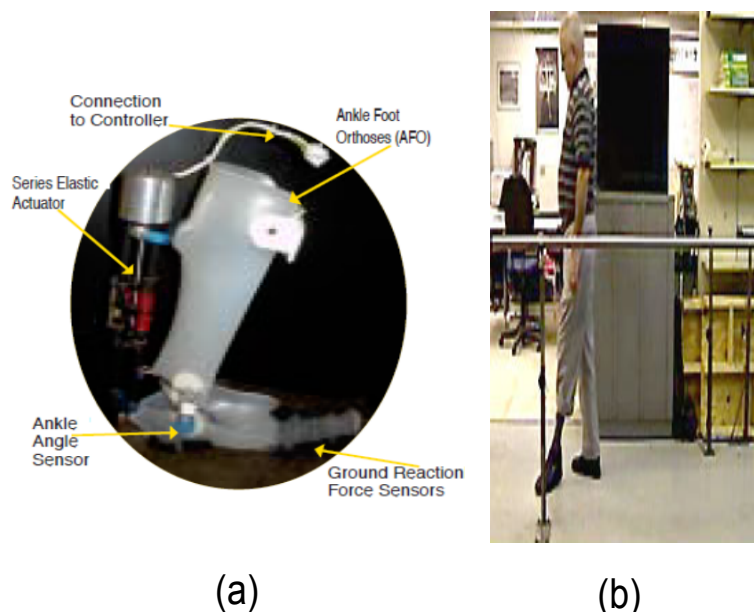 Connection
to Controller
Ankle Foot
Orthoses (AFO)
Series Elastic
Actuator
Ankle
Angle
Sensor
Ground Reaction
Force Sensors
(a)
(b)